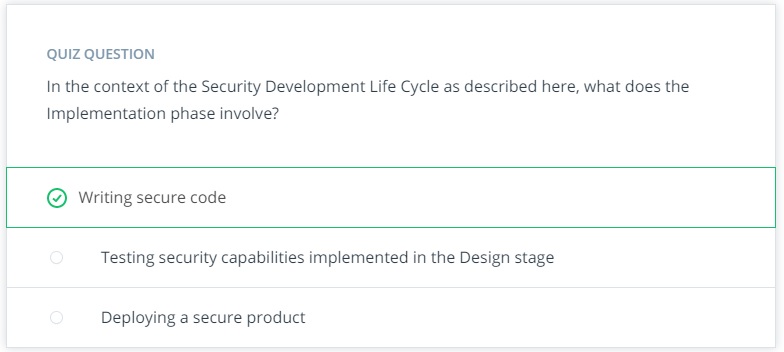 QUIZ QUESTION
In the context of the Security Development Life Cycle as described here, what does the
Implementation phase involve?
Writing secure code
Testing security capabilities implemented in the Design stage
Deploying a secure product